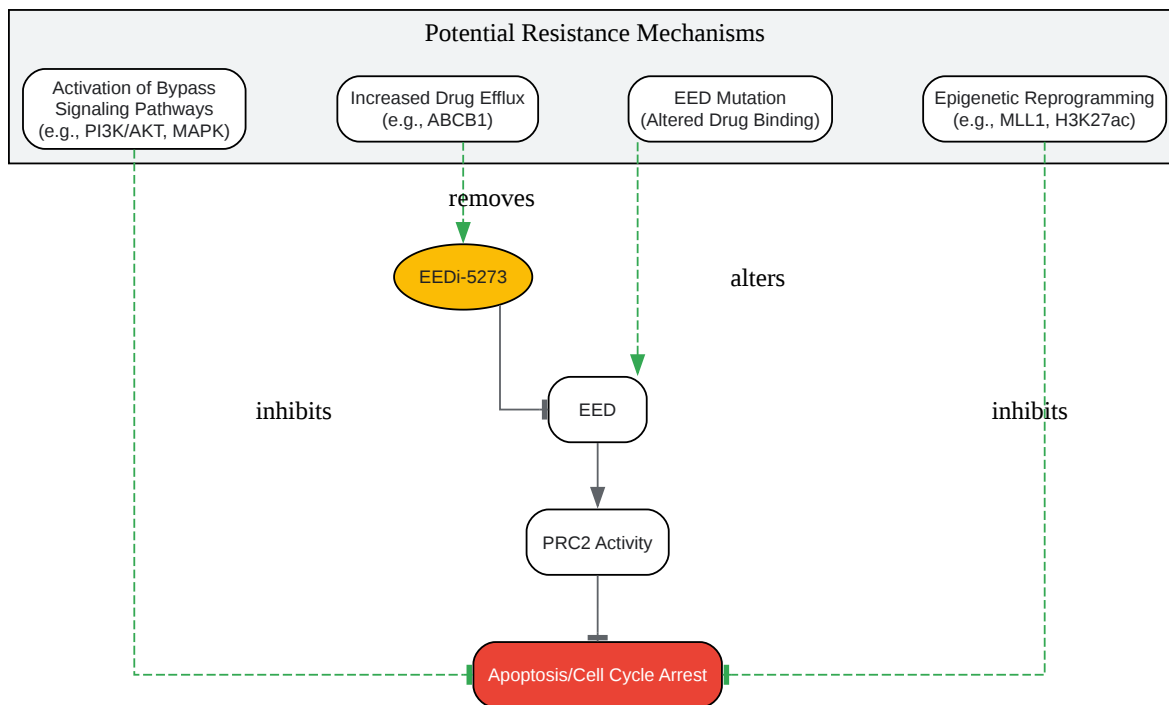 Potential Resistance Mechanisms
Activation of Bypass
Signaling Pathways
(e.g., PI3K/AKT, MAPK)
Increased Drug Efflux
(e.g., ABCB1)
EED Mutation
(Altered Drug Binding)
Epigenetic Reprogramming
(e.g., MLL1, H3K27ac)
removes
EEDi-5273
alters
inhibits
EED
inhibits
PRC2 Activity
Apoptosis/Cell Cycle Arrest